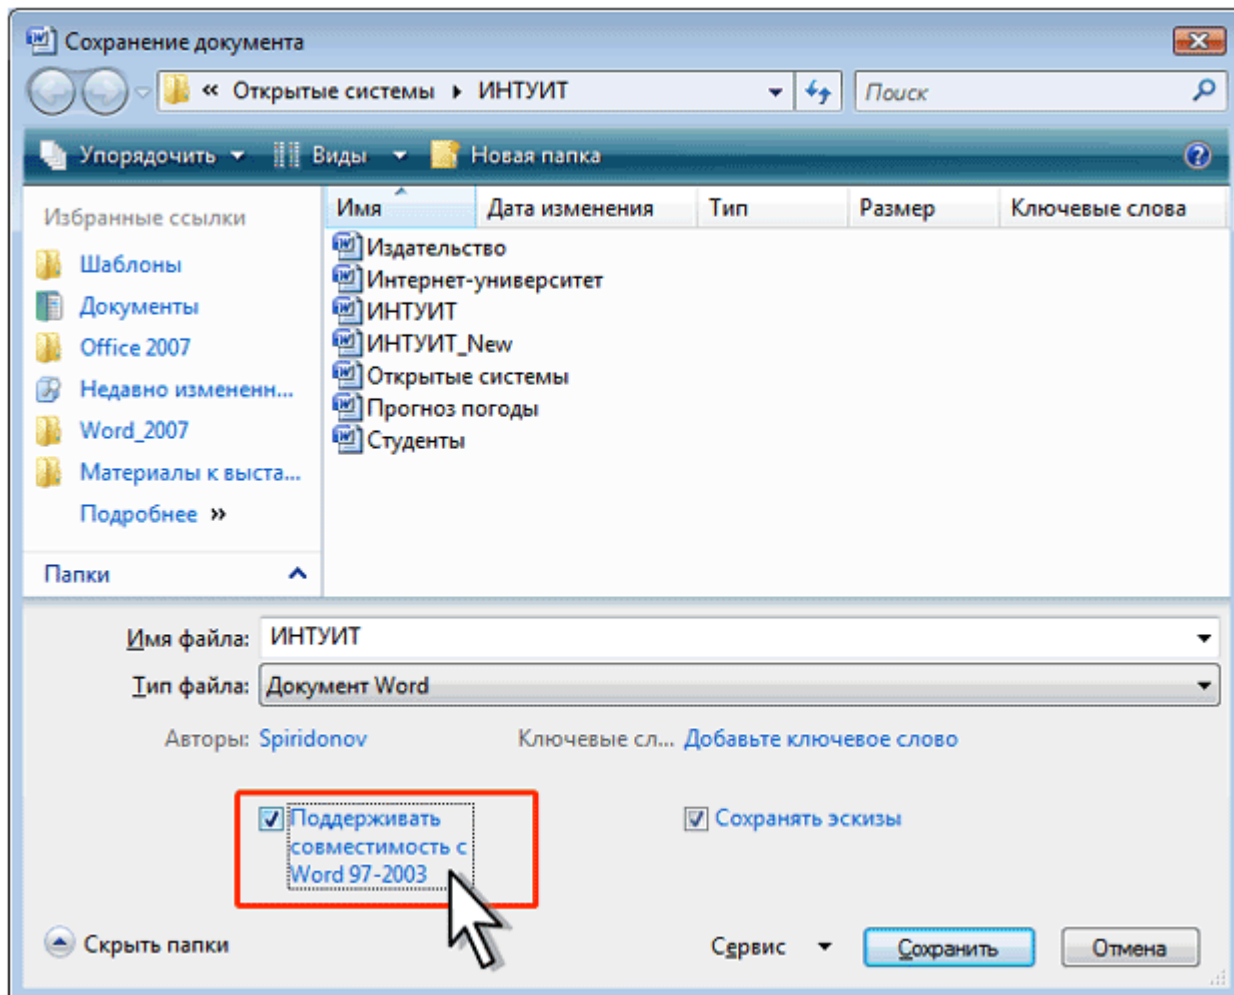 Сохранение документа
« Открытые системы ИНТУИТ Поиск
Упорядочить Виды Новая папка
Избранные ссылки
Шаблоны
Документы
Office 2007
Недавно измененн...
Word_2007
Материалы к выста...
Подробнее »
Папки
Имя Дата изменения Тип Размер Ключевые слова
Издательство
Интернет-университет
ИНТУИТ
ИНТУИТ_New
Открытые системы
Прогноз погоды
Студенты
Имя файла: ИНТУИТ
Тип файла: Документ Word
Авторы: Spiridonov Ключевые сл... Добавьте ключевое слово
Поддерживать
совместимость с
Word 97-2003
Сохранять эскизы
Скрыть папки Сервис Сохранить Отмена